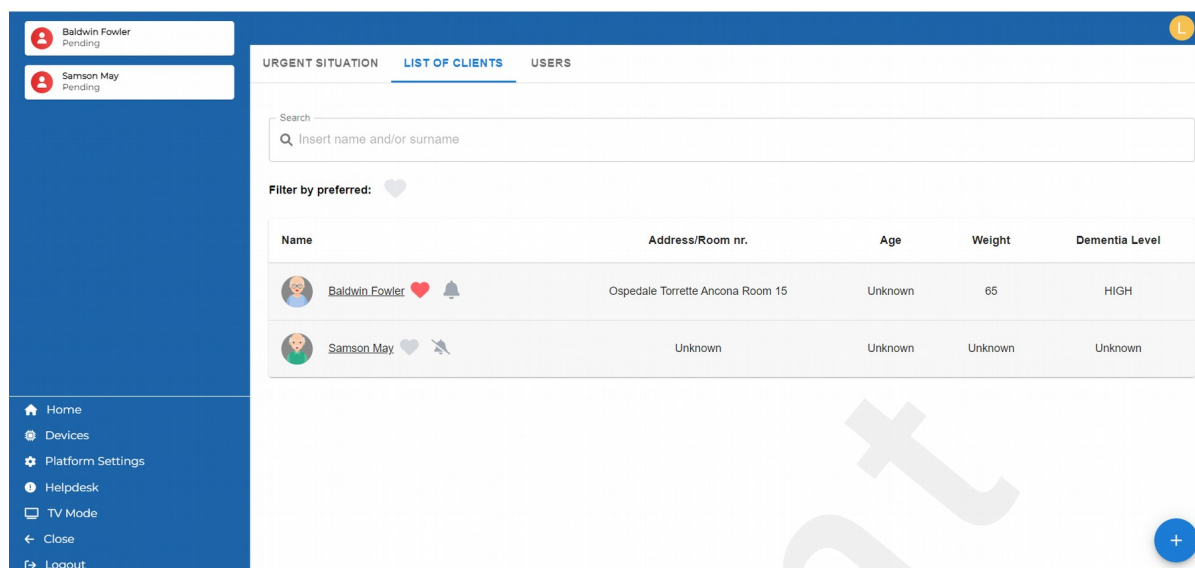 Baldwin Fowler
Pending
Samson May
Pending
L
URGENT SITUATION LIST OF CLIENTS USERS
Search
Insert name and/or surname
Filter by preferred:
Name Address/Room nr. Age Weight Dementia Level
Baldwin Fowler Ospedale Torrette Ancona Room 15 Unknown 65 HIGH
Samson May Unknown Unknown Unknown Unknown
Home
Devices
Platform Settings
Helpdesk
TV Mode
Close
Logout
+